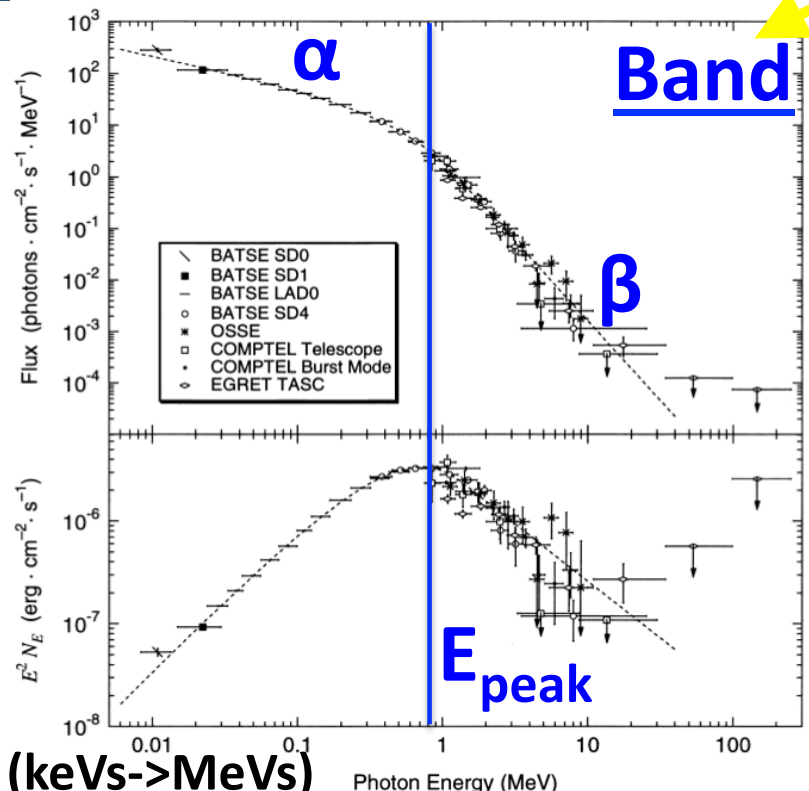 10³
10²
10¹
10⁰
10⁻¹
10⁻²
10⁻³
10⁻⁴
Flux (photons · cm⁻² · s⁻¹ · MeV⁻¹)
α
Band
β
BATSE SD0
BATSE SD1
BATSE LAD0
BATSE SD4
OSSE
COMPTEL Telescope
COMPTEL Burst Mode
EGRET TASC
10⁻⁶
10⁻⁷
10⁻⁸
E² N_E (erg · cm⁻² · s⁻¹)
E_peak
0.01 0.1 1 10 100
(keVs->MeVs)
Photon Energy (MeV)